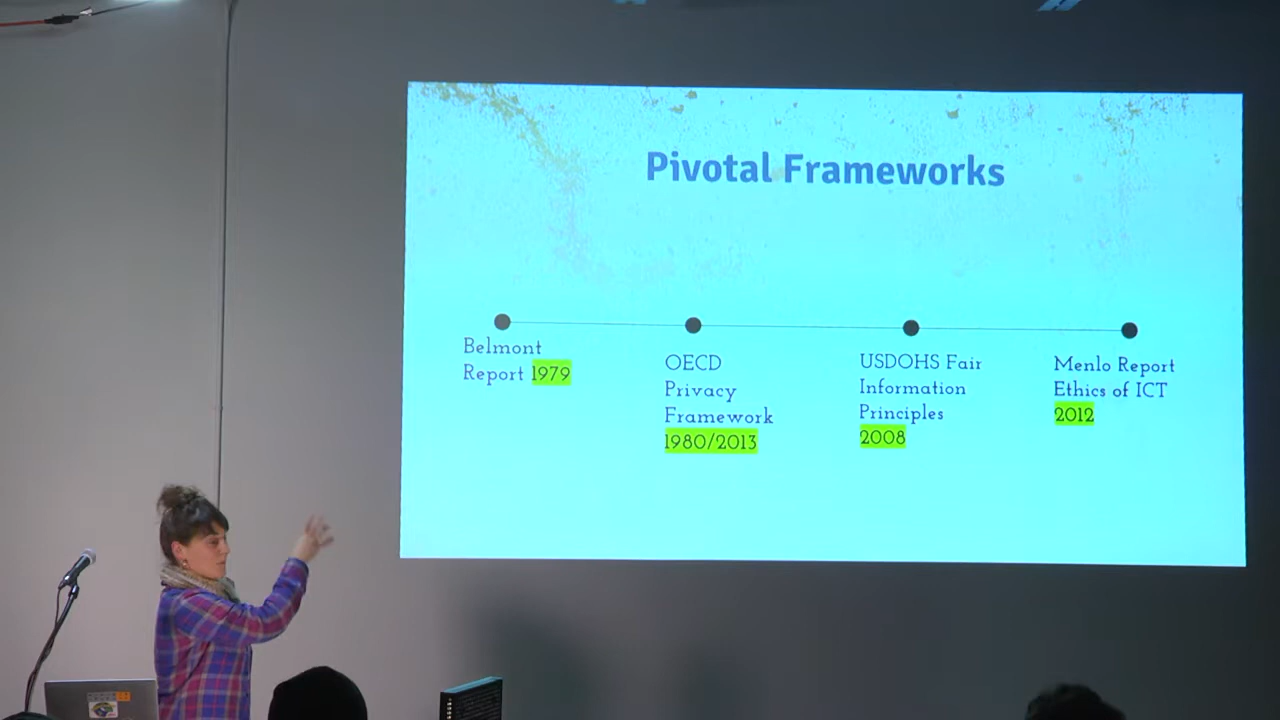 Pivotal Frameworks
Belmont
Report 1979
OECD
Privacy
Framework
1980/2013
USDOHS Fair
Information
Principles
2008
Menlo Report
Ethics of ICT
2012